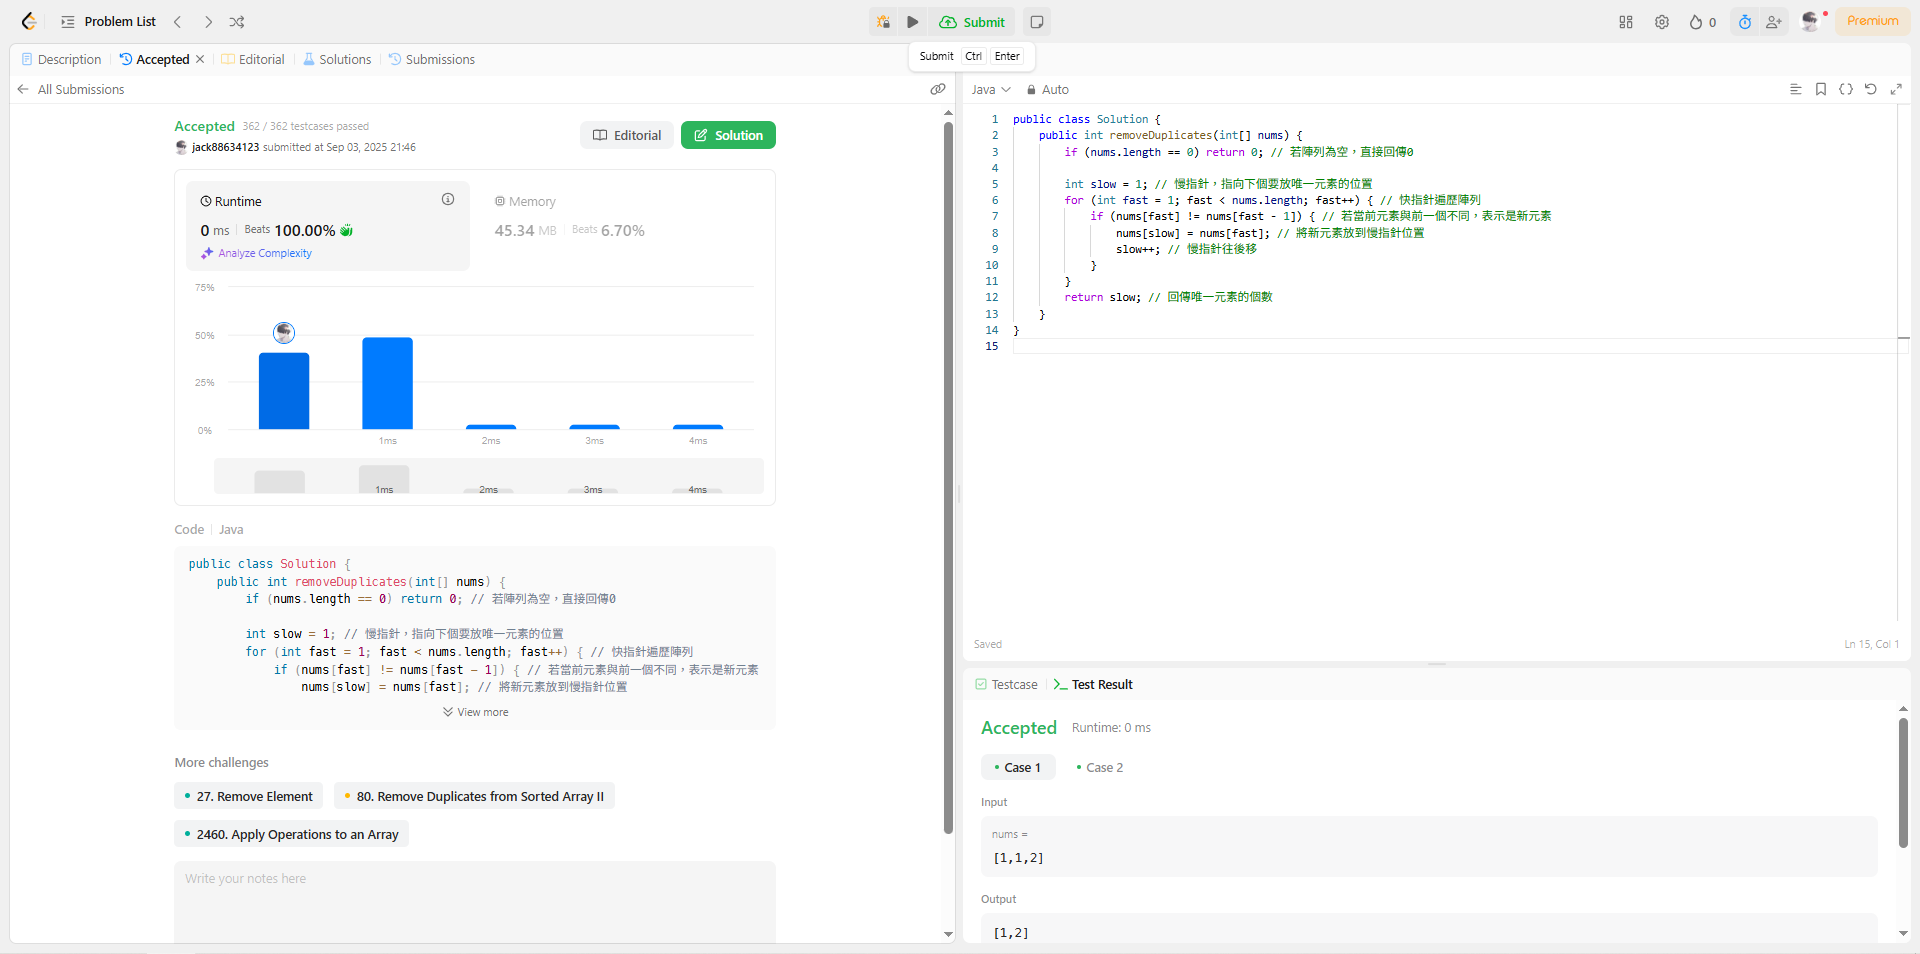 Problem List
Submit
0
Premium
Submit Ctrl Enter
Description
Accepted
Editorial
Solutions
Submissions
All Submissions
Accepted 362 / 362 testcases passed
jack88634123 submitted at Sep 03, 2025 21:46
Editorial
Solution
Runtime
0 ms Beats 100.00%
Analyze Complexity
Memory
45.34 MB Beats 6.70%
75%
50%
25%
0%
1ms 2ms 3ms 4ms
1ms 2ms 3ms 4ms
Code Java
public class Solution {
    public int removeDuplicates(int[] nums) {
        if (nums.length == 0) return 0; // 若陣列為空，直接回傳0
        int slow = 1; // 慢指針，指向下個要放唯一元素的位置
        for (int fast = 1; fast < nums.length; fast++) { // 快指針遍歷陣列
            if (nums[fast] != nums[fast - 1]) { // 若當前元素與前一個不同，表示是新元素
                nums[slow] = nums[fast]; // 將新元素放到慢指針位置
View more
More challenges
27. Remove Element
80. Remove Duplicates from Sorted Array II
2460. Apply Operations to an Array
Write your notes here
Java
Auto
1 public class Solution {
2     public int removeDuplicates(int[] nums) {
3         if (nums.length == 0) return 0; // 若陣列為空，直接回傳0
4
5         int slow = 1; // 慢指針，指向下個要放唯一元素的位置
6         for (int fast = 1; fast < nums.length; fast++) { // 快指針遍歷陣列
7             if (nums[fast] != nums[fast - 1]) { // 若當前元素與前一個不同，表示是新元素
8                 nums[slow] = nums[fast]; // 將新元素放到慢指針位置
9                 slow++; // 慢指針往後移
10             }
11         }
12         return slow; // 回傳唯一元素的個數
13     }
14 }
15
Saved
Ln 15, Col 1
Testcase
Test Result
Accepted Runtime: 0 ms
Case 1
Case 2
Input
nums =
[1,1,2]
Output
[1,2]